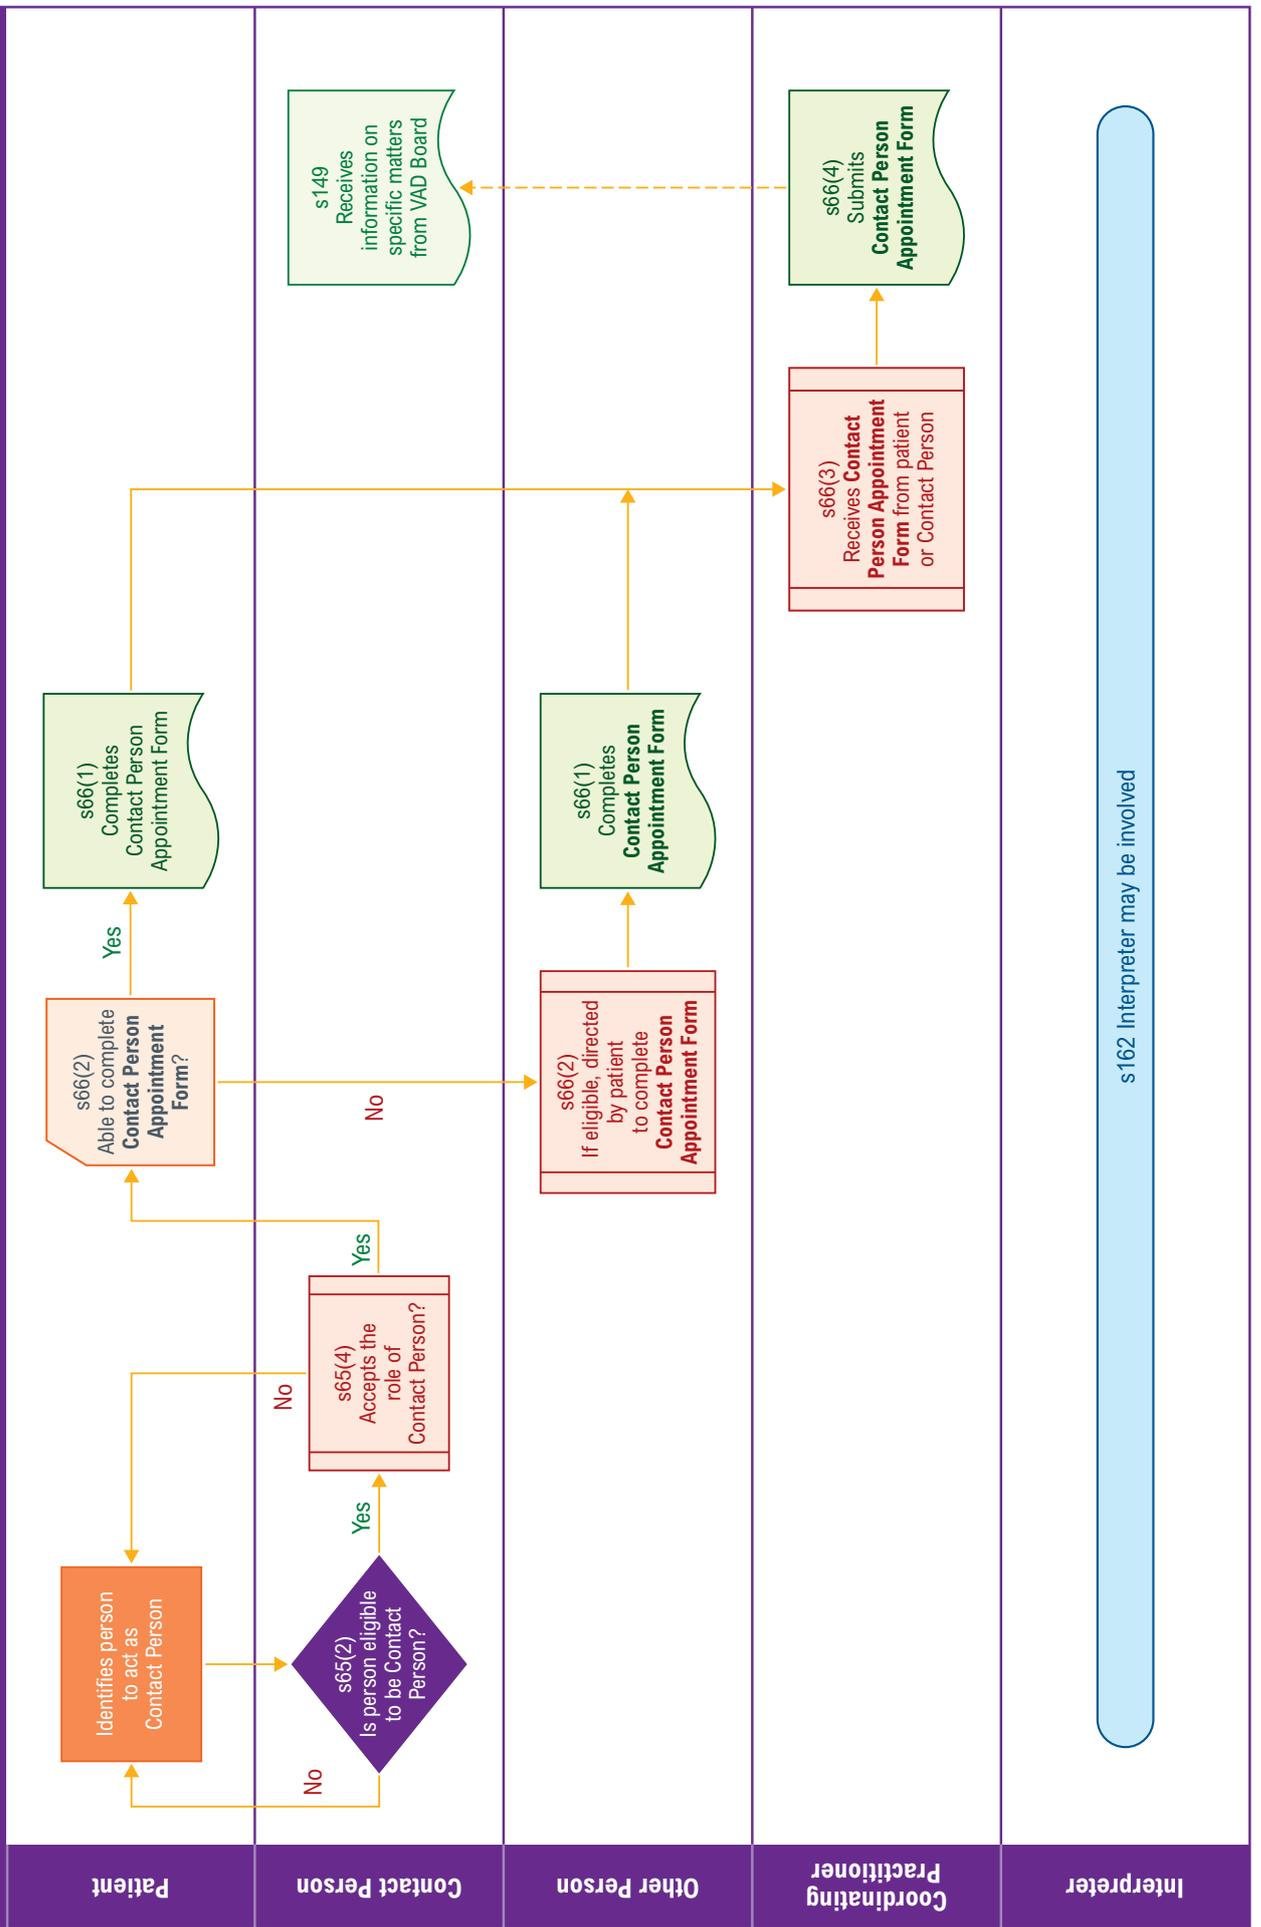 Patient
Identifies person
to act as
Contact Person
s66(2)
Able to complete
Contact Person
Appointment
Form?
Yes
s66(1)
Completes
Contact Person
Appointment Form
Contact Person
No
s65(2)
Is person eligible
to be Contact
Person?
Yes
No
s65(4)
Accepts the
role of
Contact Person?
Yes
No
s149
Receives
information on
specific matters
from VAD Board
Other Person
s66(2)
If eligible, directed
by patient
to complete
Contact Person
Appointment Form
s66(1)
Completes
Contact Person
Appointment Form
Coordinating
Practitioner
s66(3)
Receives Contact
Person Appointment
Form from patient
or Contact Person
s66(4)
Submits
Contact Person
Appointment Form
Interpreter
s162 Interpreter may be involved